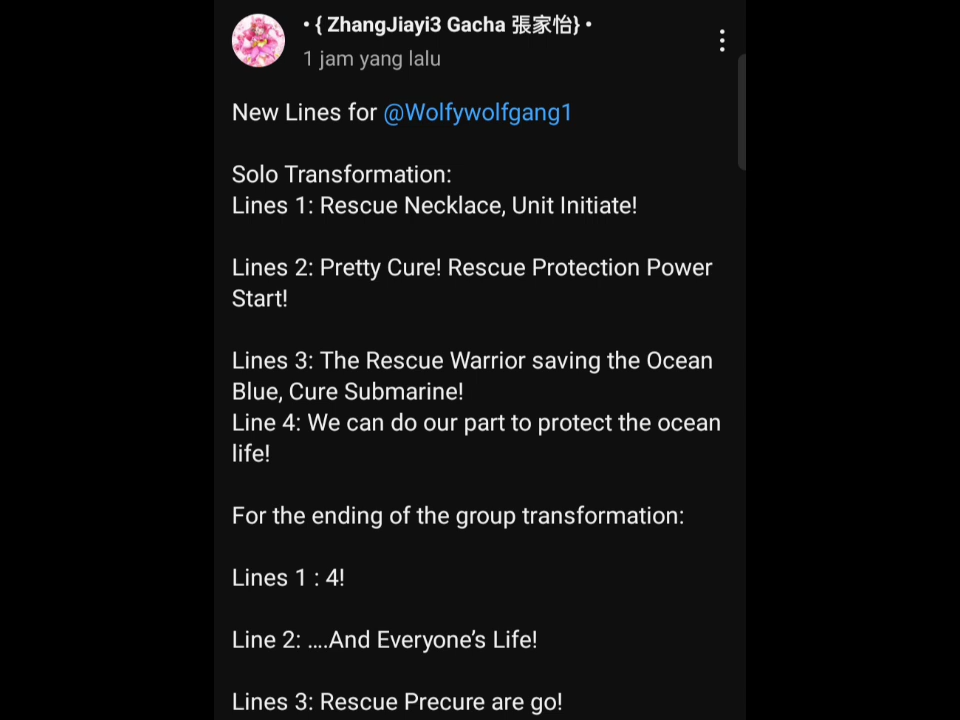 • { ZhangJiayi3 Gacha 張家怡} •
1 jam yang lalu
New Lines for @Wolfywolfgang1
Solo Transformation:
Lines 1: Rescue Necklace, Unit Initiate!
Lines 2: Pretty Cure! Rescue Protection Power
Start!
Lines 3: The Rescue Warrior saving the Ocean
Blue, Cure Submarine!
Line 4: We can do our part to protect the ocean
life!
For the ending of the group transformation:
Lines 1 : 4!
Line 2: ....And Everyone’s Life!
Lines 3: Rescue Precure are go!